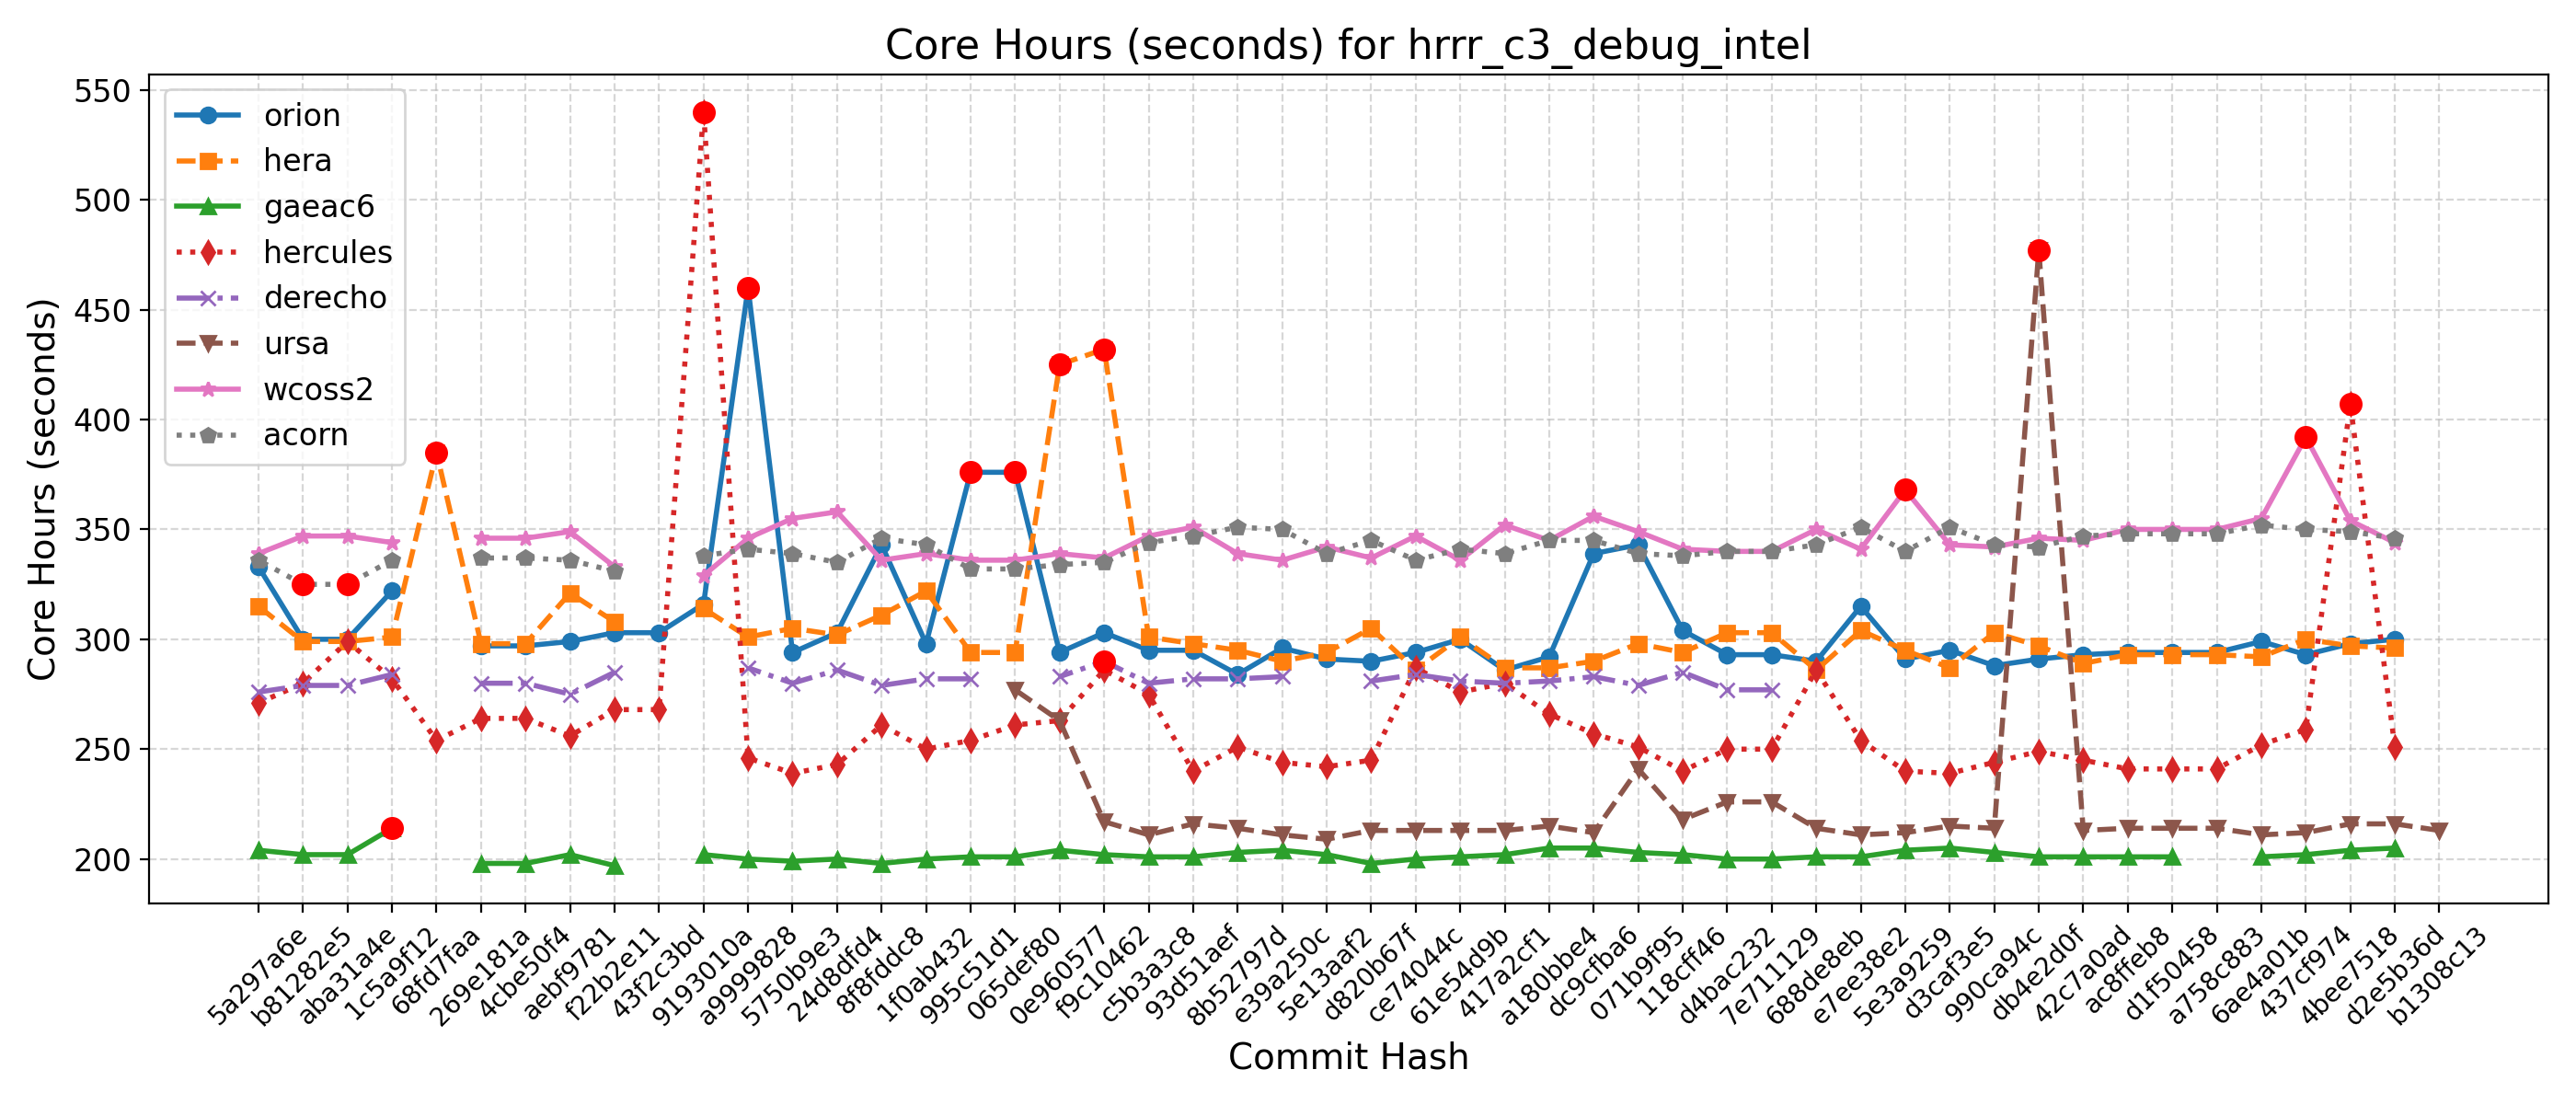 Core Hours (seconds) for hrrr_c3_debug_intel
Core Hours (seconds)
550
500
450
400
350
300
250
200
orion
hera
gaeac6
hercules
derecho
ursa
wcoss2
acorn
5a297a6e
b81282e5
aba31a4e
1c5a9f12
68fd7faa
269e181a
4cbe50f4
aebf9781
f22b2e11
43f2c3bd
9193010a
a9999828
5750b9e3
24d8dfd4
8f8fddc8
1f0ab432
995c51d1
065def80
0e960577
f9c10462
c5b3a3c8
93d51aef
8b52797d
e39a250c
5e13aaf2
d820b67f
ce74044c
61e54d9b
417a2cf1
a180bbe4
dc9cfba6
071b9f95
118cff46
d4bac232
7e711129
688de8eb
e7ee38e2
5e3a9259
d3caf3e5
990ca94c
db4e2d0f
42c7a0ad
ac8ffeb8
d1f50458
a758c883
6ae4a01b
437cf974
4bee7518
d2e5b36d
b1308c13
Commit Hash